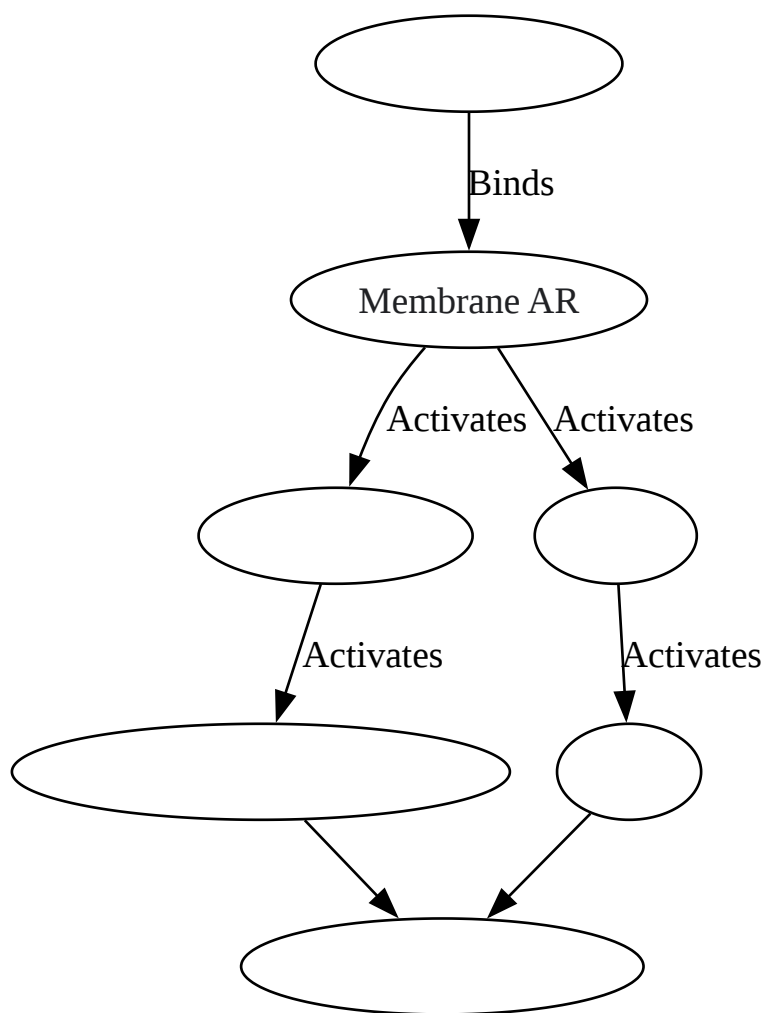 Binds
Membrane AR
Activates
Activates
Activates
Activates